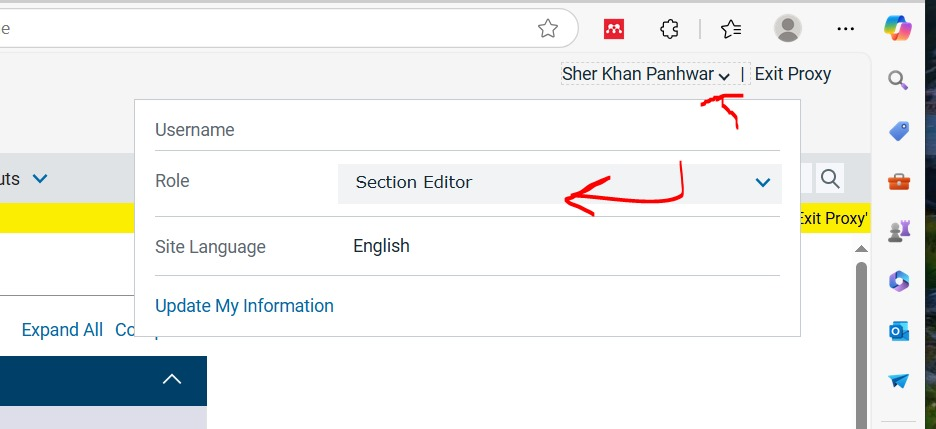 e
Sher Khan Panhwar | Exit Proxy
Username
uts
Role Section Editor
Exit Proxy'
Site Language English
Update My Information
Expand All Co